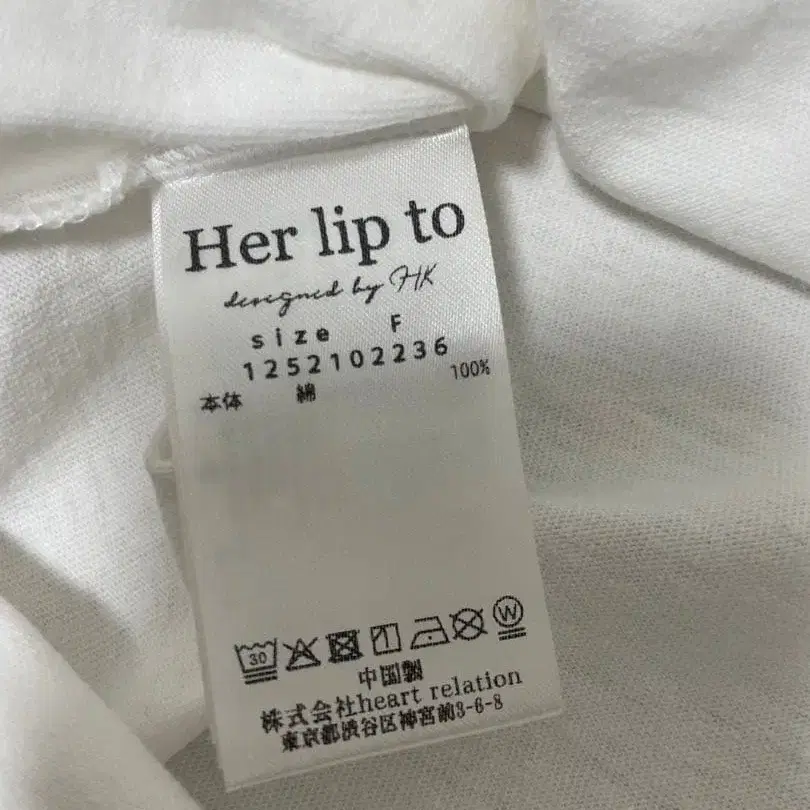 Her lip to
designed by HK
size F
1252102236
本体 綿 100%
30
W
中国製
株式会社heart relation
東京都渋谷区神宮前3-6-8